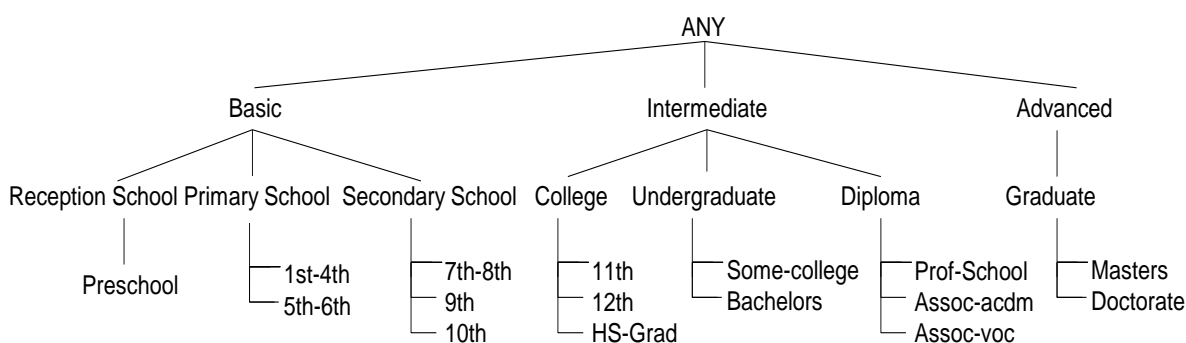 ANY
Basic Intermediate Advanced
Reception School Primary School Secondary School College Undergraduate Diploma Graduate
Preschool
1st-4th
5th-6th
7th-8th
9th
10th
11th
12th
HS-Grad
Some-college
Bachelors
Prof-School
Assoc-acdm
Assoc-voc
Masters
Doctorate